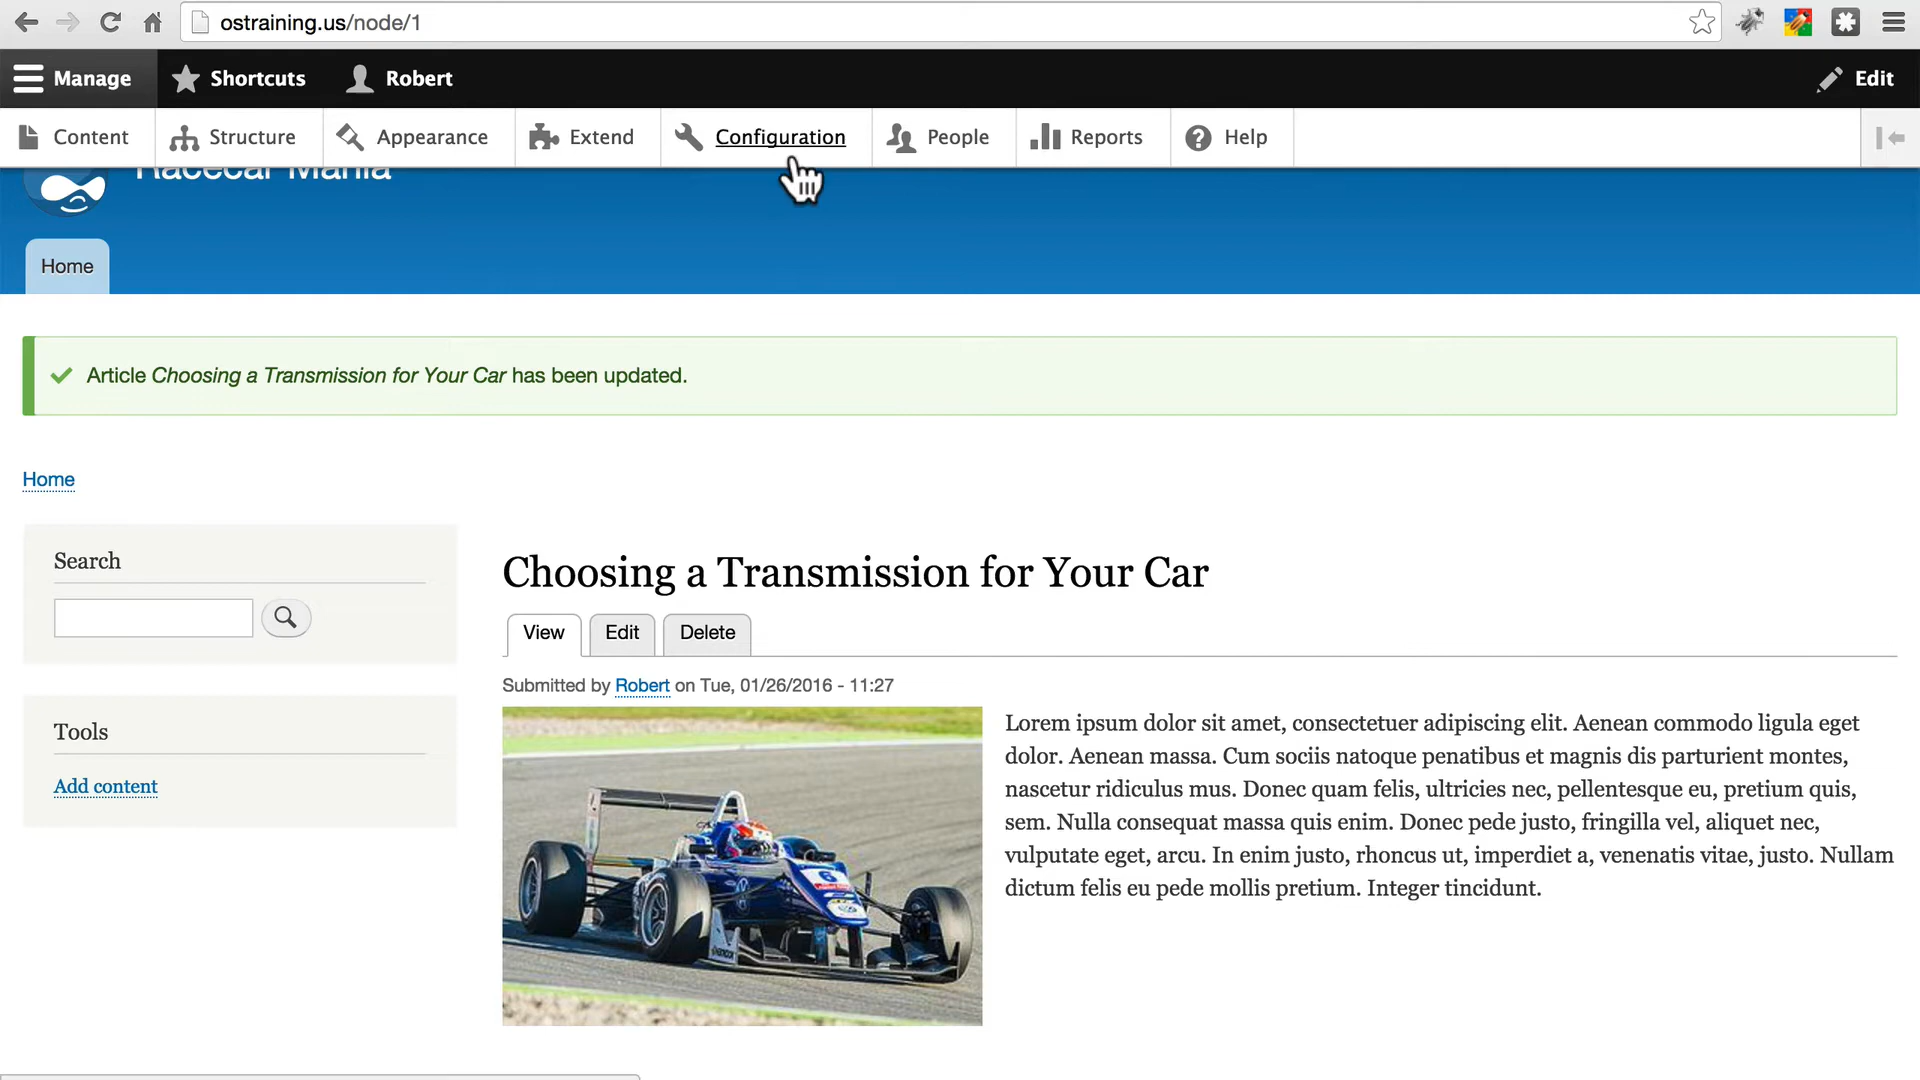 ostraining.us/node/1
Manage Shortcuts Robert Edit
Content Structure Appearance Extend Configuration People Reports Help
Racecar Mania
Home
Article Choosing a Transmission for Your Car has been updated.
Home
Search
Choosing a Transmission for Your Car
View Edit Delete
Submitted by Robert on Tue, 01/26/2016 - 11:27
Tools
Add content
Lorem ipsum dolor sit amet, consectetuer adipiscing elit. Aenean commodo ligula eget
dolor. Aenean massa. Cum sociis natoque penatibus et magnis dis parturient montes,
nascetur ridiculus mus. Donec quam felis, ultricies nec, pellentesque eu, pretium quis,
sem. Nulla consequat massa quis enim. Donec pede justo, fringilla vel, aliquet nec,
vulputate eget, arcu. In enim justo, rhoncus ut, imperdiet a, venenatis vitae, justo. Nullam
dictum felis eu pede mollis pretium. Integer tincidunt.